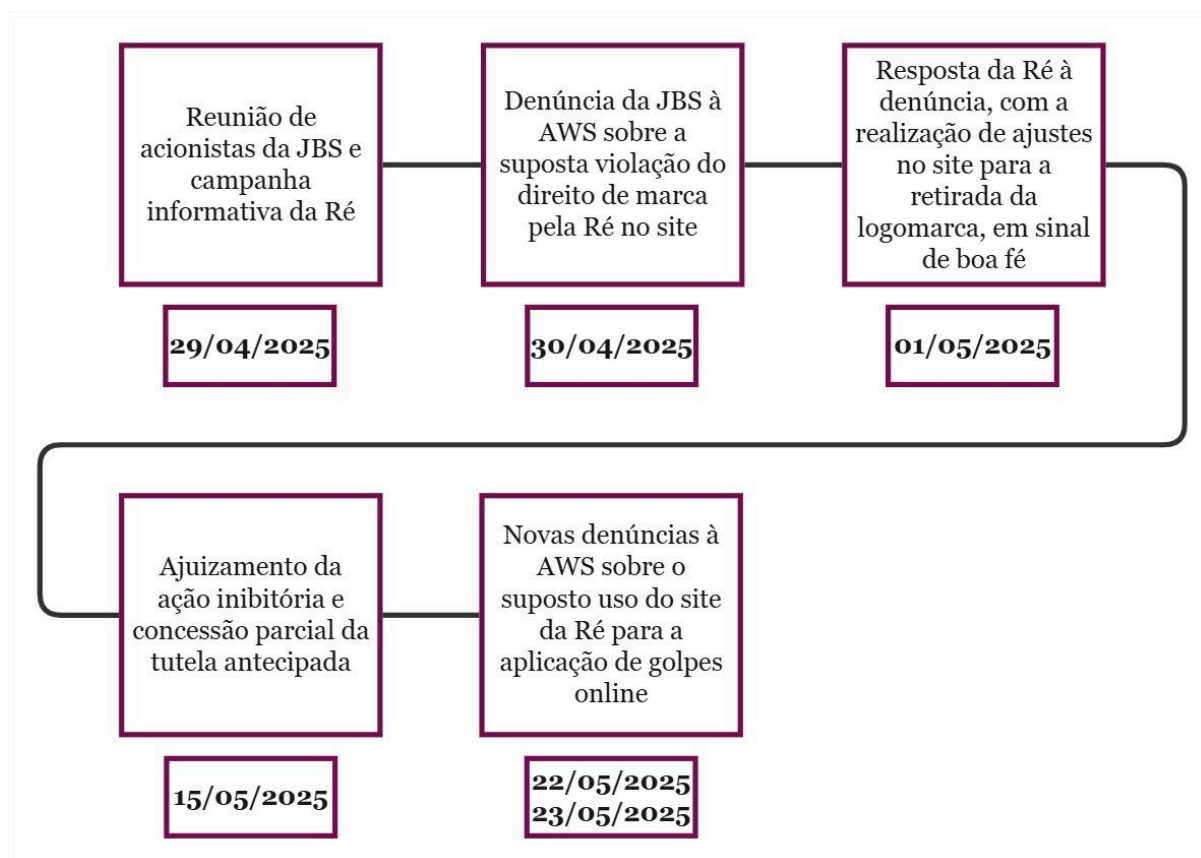 Reunião de
acionistas da JBS e
campanha
informativa da Ré
29/04/2025
Denúncia da JBS à
AWS sobre a
suposta violação do
direito de marca
pela Ré no site
30/04/2025
Resposta da Ré à
denúncia, com a
realização de ajustes
no site para a
retirada da
logomarca, em sinal
de boa fé
01/05/2025
Ajuizamento da
ação inibitória e
concessão parcial da
tutela antecipada
15/05/2025
Novas denúncias à
AWS sobre o
suposto uso do site
da Ré para a
aplicação de golpes
online
22/05/2025
23/05/2025